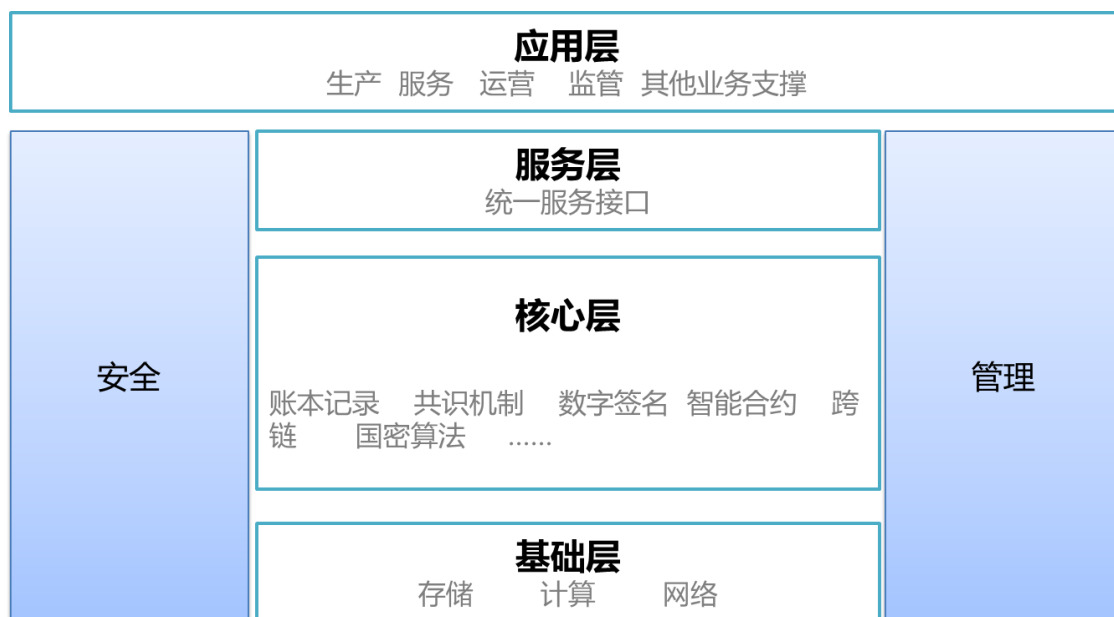 应用层
生产 服务 运营 监管 其他业务支撑
服务层
统一服务接口
核心层
安全
管理
账本记录 共识机制 数字签名 智能合约 跨
链 国密算法 ......
基础层
存储 计算 网络